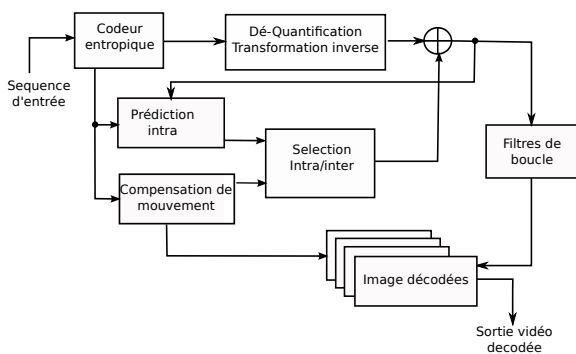 Codeur
entropique
Dé-Quantification
Transformation inverse
Sequence
d'entrée
Prédiction
intra
Selection
Intra/inter
Filtres de
boucle
Compensation de
mouvement
Image décodées
Sortie vidéo
decodée